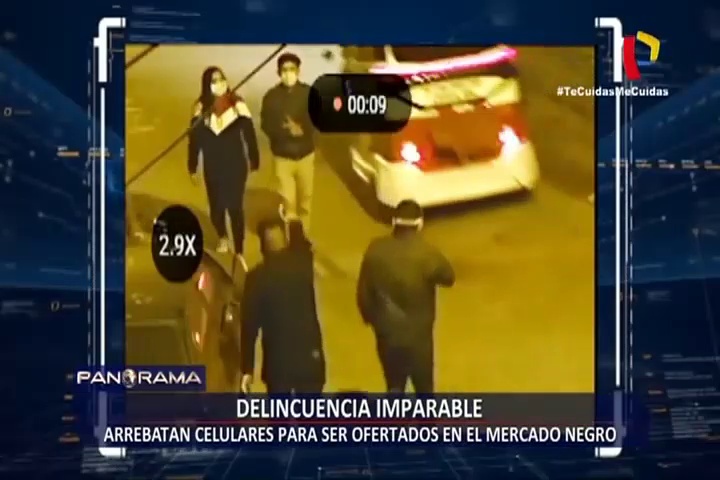 #TeCuidasMeCuidas
00:09
2.9X
PANORAMA
DELINCUENCIA IMPARABLE
ARREBATAN CELULARES PARA SER OFERTADOS EN EL MERCADO NEGRO